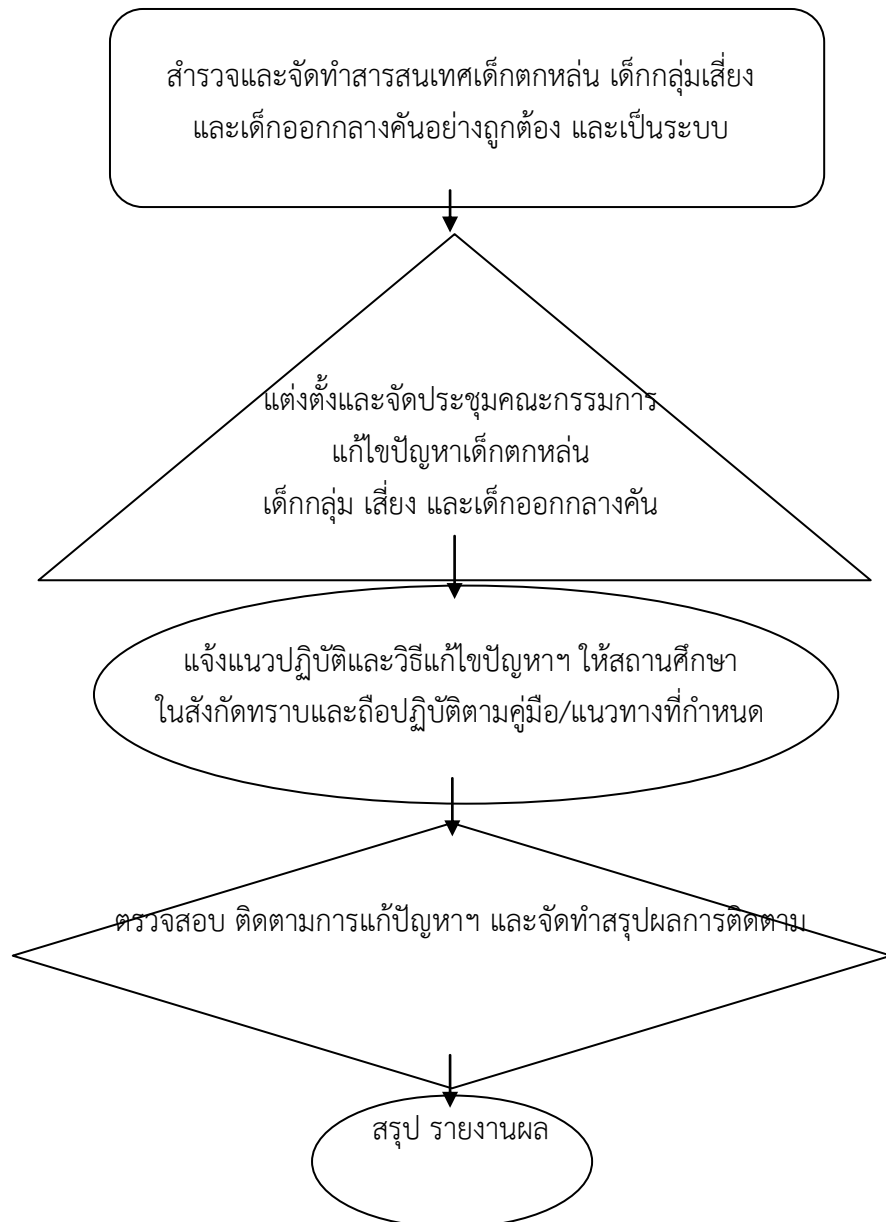 สำรวจและจัดทำสารสนเทศเด็กตกหล่น เด็กกลุ่มเสี่ยง
และเด็กออกกลางคันอย่างถูกต้อง และเป็นระบบ
แต่งตั้งและจัดประชุมคณะกรรมการ
แก้ไขปัญหาเด็กตกหล่น
เด็กกลุ่ม เสี่ยง และเด็กออกกลางคัน
แจ้งแนวปฏิบัติและวิธีแก้ไขปัญหาฯ ให้สถานศึกษา
ในสังกัดทราบและถือปฏิบัติตามคู่มือ/แนวทางที่กำหนด
ตรวจสอบ ติดตามการแก้ปัญหาฯ และจัดทำสรุปผลการติดตาม
สรุป รายงานผล